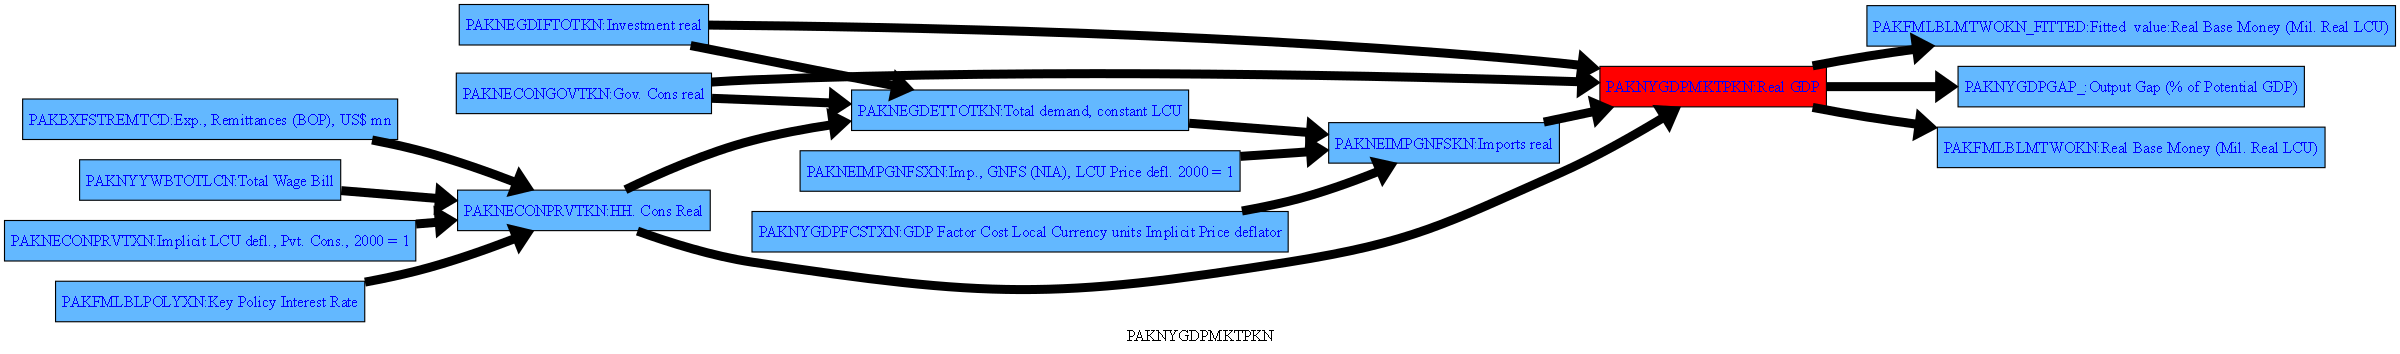 PAKNEGDIFTOTKN:Investment real
PAKFMLBLMTWOKN_FITTED:Fitted value:Real Base Money (Mil. Real LCU)
PAKNECONGOVTKN:Gov. Cons real
PAKNYGDPMKTPKN:Real GDP
PAKNYGDPGAP_:Output Gap (% of Potential GDP)
PAKNEGDETTOTKN:Total demand, constant LCU
PAKBXFSTREMTCD:Exp., Remittances (BOP), US$ mn
PAKNEIMPGNFSKN:Imports real
PAKFMLBLMTWOKN:Real Base Money (Mil. Real LCU)
PAKNEIMPGNFSXN:Imp., GNFS (NIA), LCU Price defl. 2000 = 1
PAKNYYWBTOTLCN:Total Wage Bill
PAKNECONPRVTKN:HH. Cons Real
PAKNYGDPFCSTXN:GDP Factor Cost Local Currency units Implicit Price deflator
PAKNECONPRVTXN:Implicit LCU defl., Pvt. Cons., 2000 = 1
PAKFMLBLPOLYXN:Key Policy Interest Rate
PAKNYGDPMKTPKN